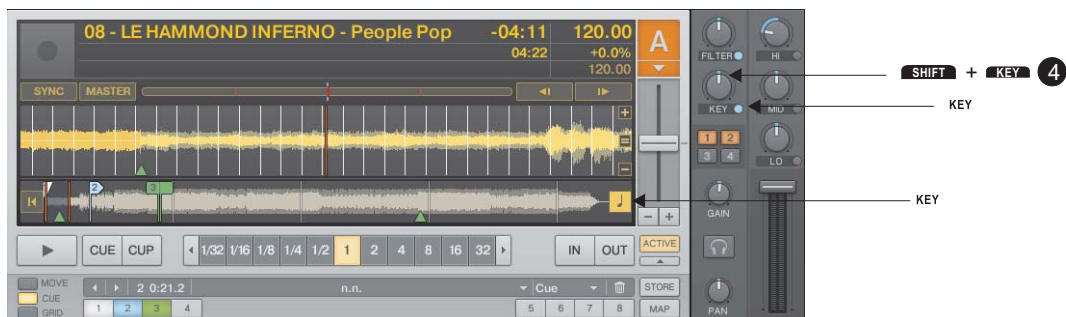 08 - LE HAMMOND INFERNO - People Pop -04:11 120.00 A
04:22 +0.0%
120.00
FILTER HI
SHIFT + KEY 4
SYNC MASTER
KEY MID
KEY
1 2
3 4
LO
2 3
KEY
GAIN
- +
CUE CUP 1/32 1/16 1/8 1/4 1/2 1 2 4 8 16 32 IN OUT ACTIVE
MOVE
2 0:21.2 n.n. Cue STORE
CUE
GRID 1 2 3 4 5 6 7 8 MAP PAN